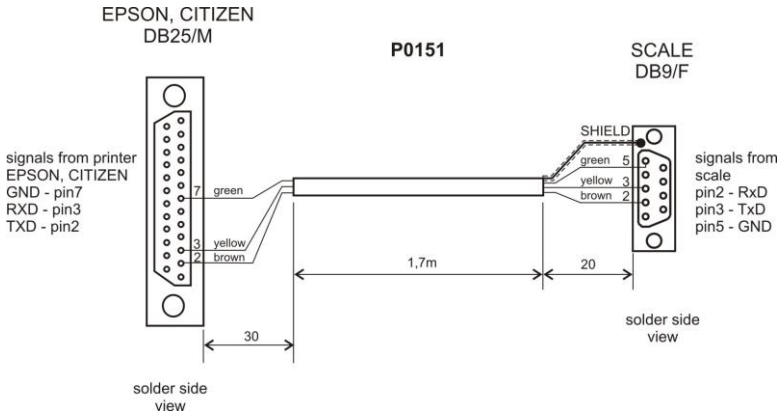 EPSON, CITIZEN
DB25/M
P0151
SCALE
DB9/F
SHIELD
signals from printer
EPSON, CITIZEN
GND - pin7
RXD - pin3
TXD - pin2
7 green
3 yellow
2 brown
green 5
yellow 3
brown 2
signals from
scale
pin2 - RxD
pin3 - TxD
pin5 - GND
1,7m
20
30
solder side
view
solder side
view